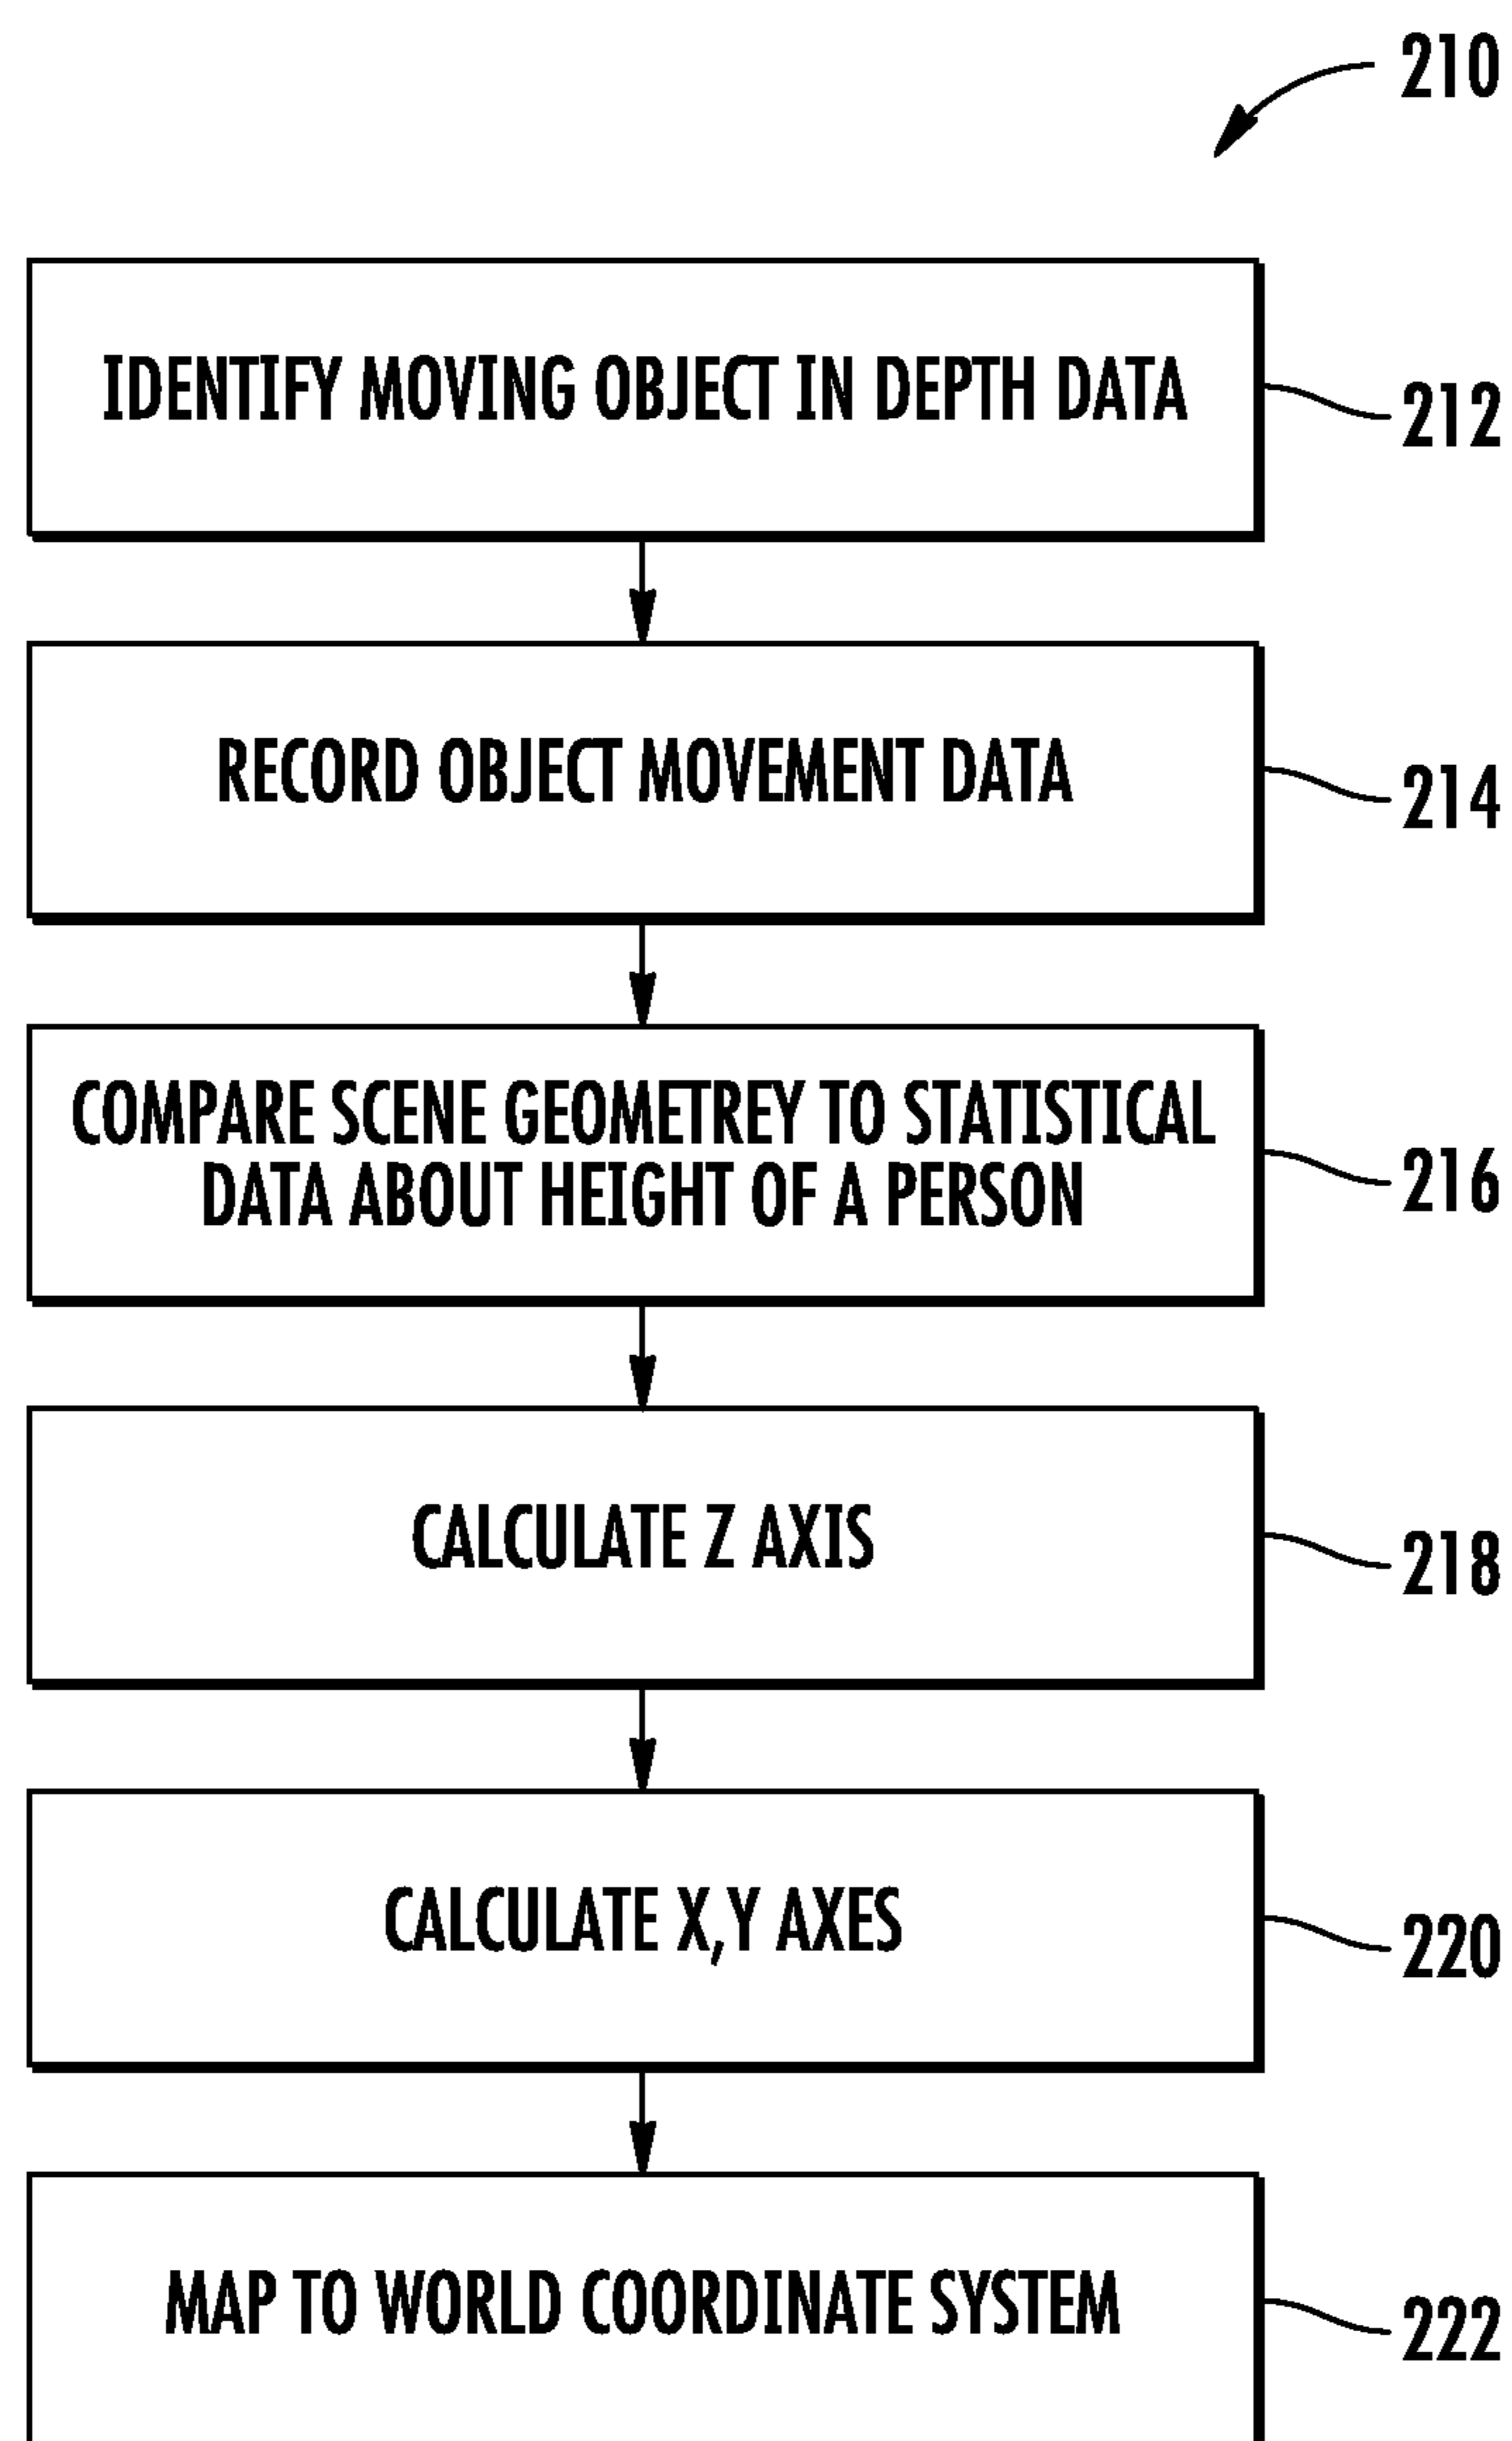 210
IDENTIFY MOVING OBJECT IN DEPTH DATA
212
RECORD OBJECT MOVEMENT DATA
214
COMPARE SCENE GEOMETREY TO STATISTICAL
DATA ABOUT HEIGHT OF A PERSON
216
CALCULATE Z AXIS
218
CALCULATE X,Y AXES
220
MAP TO WORLD COORDINATE SYSTEM
222